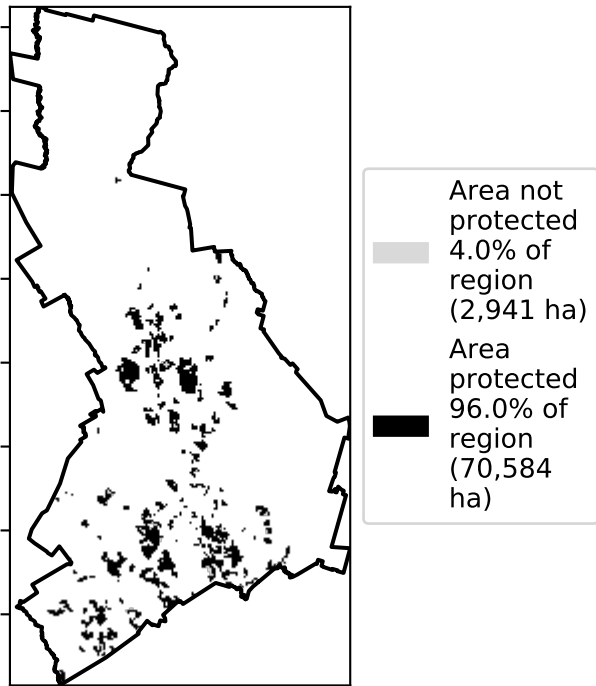 Area not
protected
4.0% of
region
(2,941 ha)
Area
protected
96.0% of
region
(70,584
ha)